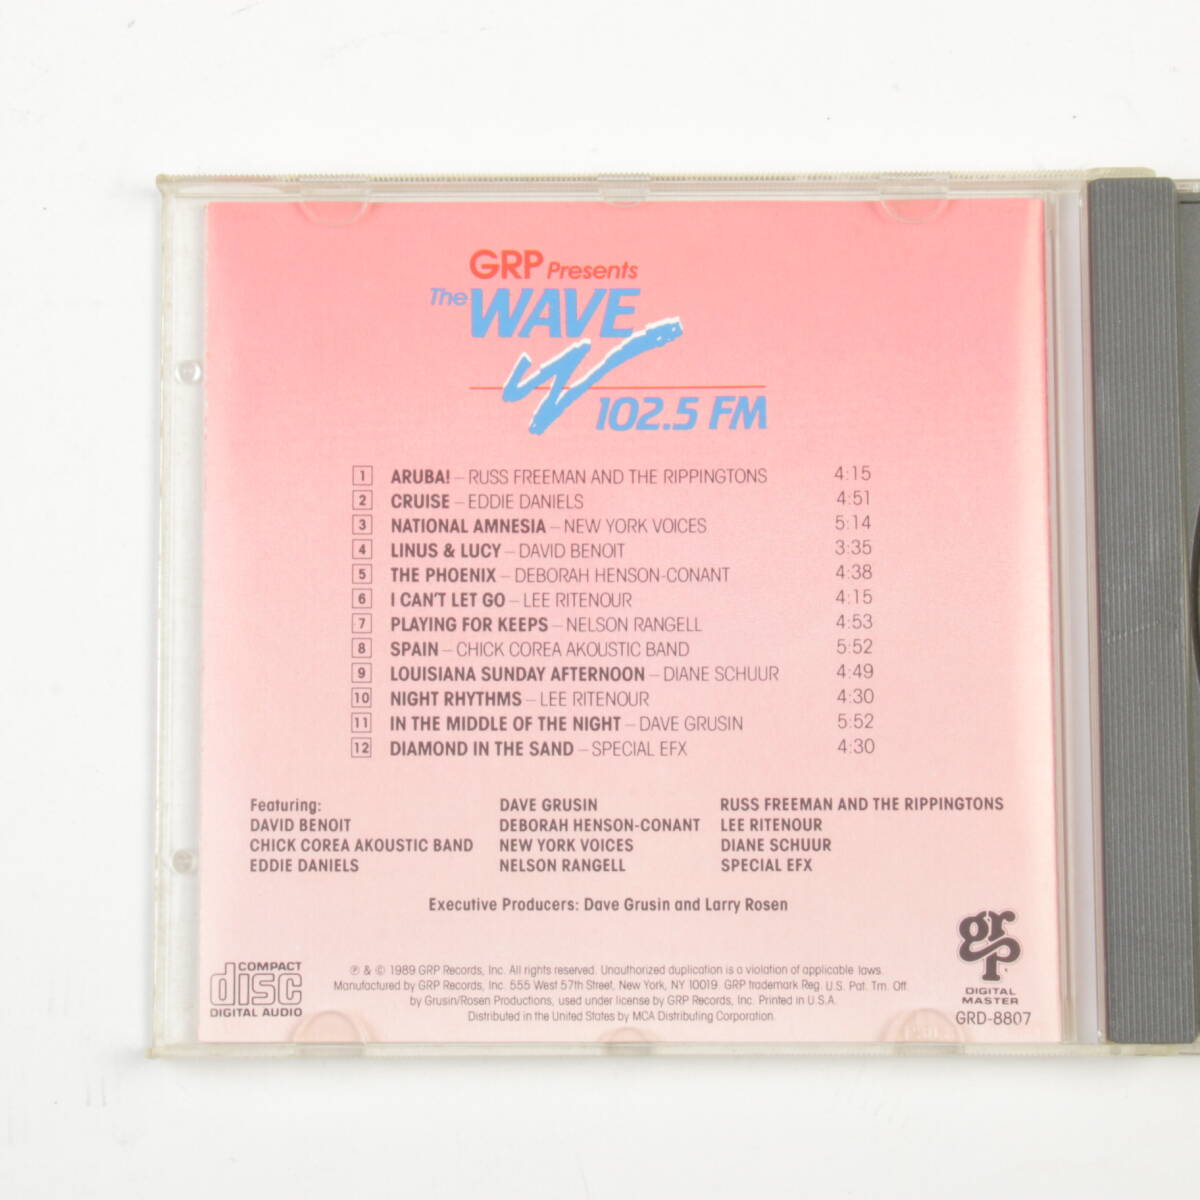 GRP Presents
The WAVE
102.5 FM
1 ARUBA! – RUSS FREEMAN AND THE RIPPINGTONS 4:15
2 CRUISE – EDDIE DANIELS 4:51
3 NATIONAL AMNESIA – NEW YORK VOICES 5:14
4 LINUS & LUCY – DAVID BENOIT 3:35
5 THE PHOENIX – DEBORAH HENSON-CONANT 4:38
6 I CAN'T LET GO – LEE RITENOUR 4:15
7 PLAYING FOR KEEPS – NELSON RANGELL 4:53
8 SPAIN – CHICK COREA AKOUSTIC BAND 5:52
9 LOUISIANA SUNDAY AFTERNOON – DIANE SCHUUR 4:49
10 NIGHT RHYTHMS – LEE RITENOUR 4:30
11 IN THE MIDDLE OF THE NIGHT – DAVE GRUSIN 5:52
12 DIAMOND IN THE SAND – SPECIAL EFX 4:30
Featuring:
DAVID BENOIT
CHICK COREA AKOUSTIC BAND
EDDIE DANIELS
DAVE GRUSIN
DEBORAH HENSON-CONANT
NEW YORK VOICES
NELSON RANGELL
RUSS FREEMAN AND THE RIPPINGTONS
LEE RITENOUR
DIANE SCHUUR
SPECIAL EFX
Executive Producers: Dave Grusin and Larry Rosen
COMPACT
disc
DIGITAL AUDIO
℗ & © 1989 GRP Records, Inc. All rights reserved. Unauthorized duplication is a violation of applicable laws.
Manufactured by GRP Records, Inc. 555 West 57th Street, New York, NY 10019. GRP trademark Reg. U.S. Pat. Tm. Off.
by Grusin/Rosen Productions, used under license by GRP Records, Inc. Printed in U.S.A.
Distributed in the United States by MCA Distributing Corporation.
grp
DIGITAL
MASTER
GRD-8807